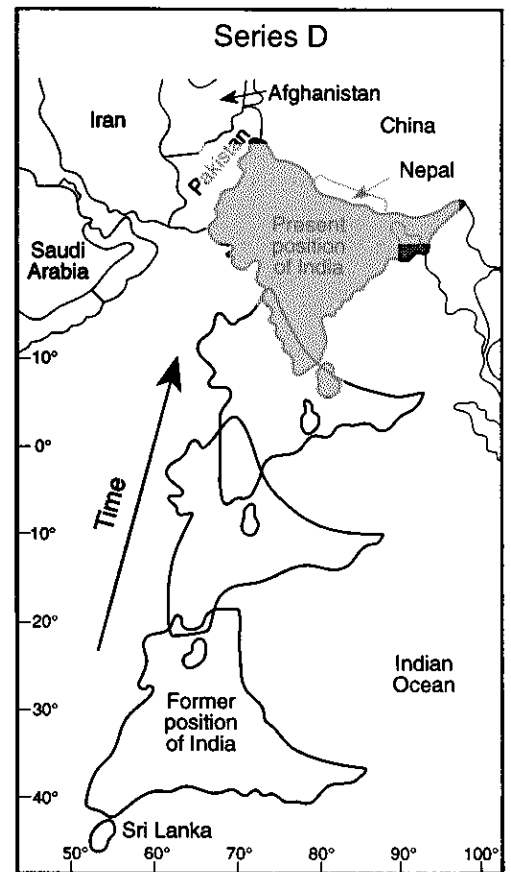 Series D
Afghanistan
Iran
China
Pakistan
Nepal
Present
position
of India
Saudi
Arabia
10°
0°
10°
20°
30°
40°
Time
Indian
Ocean
Former
position
of India
Sri Lanka
50°
60°
70°
80°
90°
100°